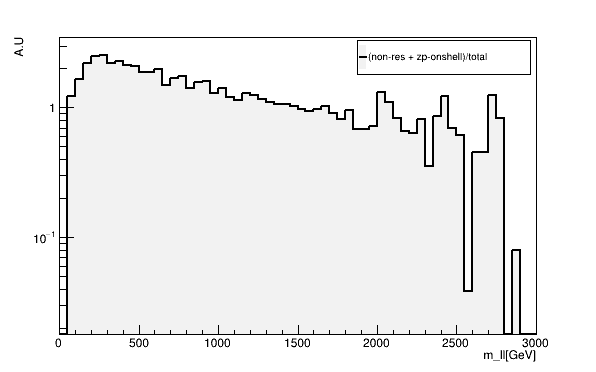 A.U
(non-res + zp-onshell)/total
1
10⁻¹
0 500 1000 1500 2000 2500 3000
m_ll[GeV]